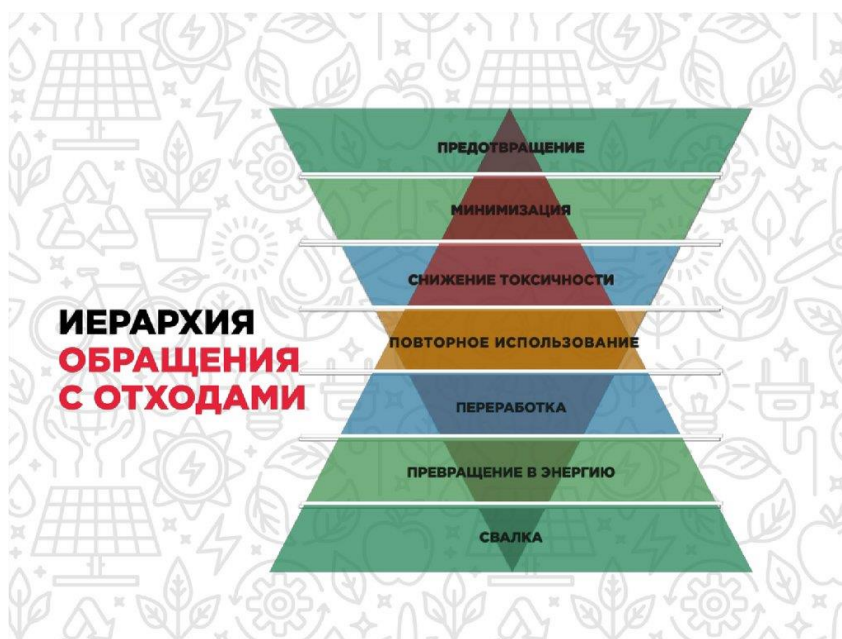 ПРЕДОТВРАЩЕНИЕ
МИНИМИЗАЦИЯ
СНИЖЕНИЕ ТОКСИЧНОСТИ
ИЕРАРХИЯ
ОБРАЩЕНИЯ
С ОТХОДАМИ
ПОВТОРНОЕ ИСПОЛЬЗОВАНИЕ
ПЕРЕРАБОТКА
ПРЕВРАЩЕНИЕ В ЭНЕРГИЮ
СВАЛКА